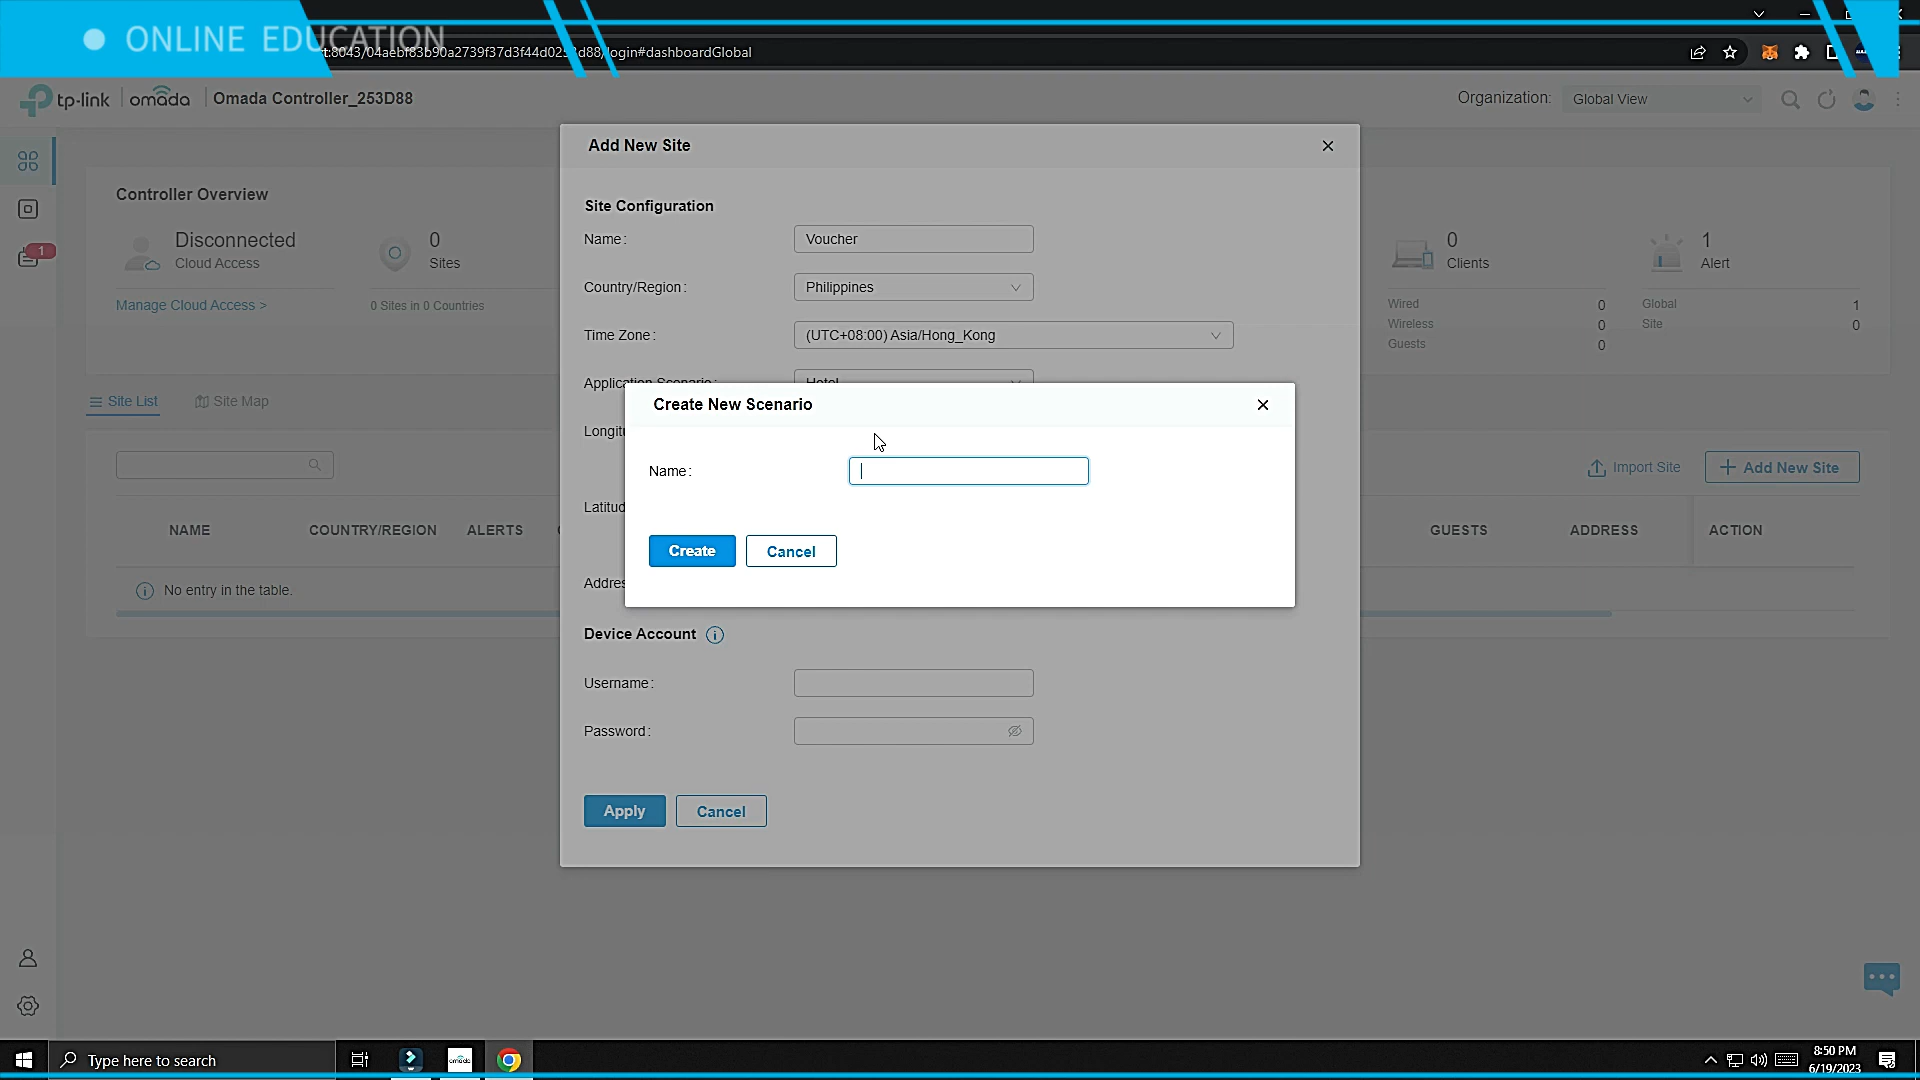 ONLINE EDUCATION
login#dashboardGlobal
tp-link
omada
Omada Controller_253D88
Organization:
Global View
Add New Site
Controller Overview
Disconnected
Cloud Access
Manage Cloud Access >
0
Sites
0 Sites in 0 Countries
Site Configuration
Name:
Voucher
Country/Region:
Philippines
Time Zone:
(UTC+08:00) Asia/Hong_Kong
Application Scenario:
Hotel
0
Clients
Wired 0
Wireless 0
Guests 0
1
Alert
Global 1
Site 0
1
Site List
Site Map
Create New Scenario
Name:
Create
Cancel
Import Site
Add New Site
NAME
COUNTRY/REGION
ALERTS
GUESTS
ADDRESS
ACTION
No entry in the table.
Device Account
Username:
Password:
Apply
Cancel
Type here to search
omada
8:50 PM
6/19/2023